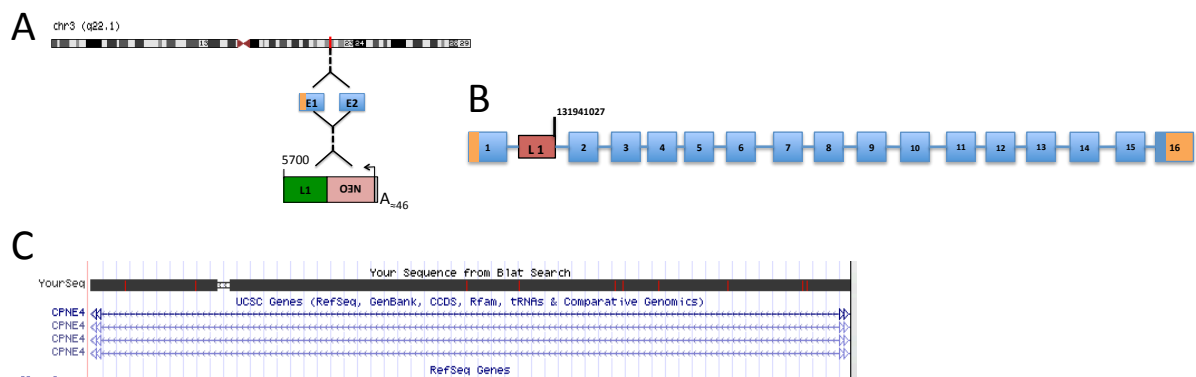 A
chr3 (q22.1)
13 23 24 26 29
E1 E2
5700
L1 NEO
A≈46
B
131941027
1 L 1 2 3 4 5 6 7 8 9 10 11 12 13 14 15 16
C
Your Sequence from Blat Search
YourSeq
UCSC Genes (RefSeq, GenBank, CCDS, Rfam, tRNAs & Comparative Genomics)
CPNE4
CPNE4
CPNE4
CPNE4
RefSeq Genes